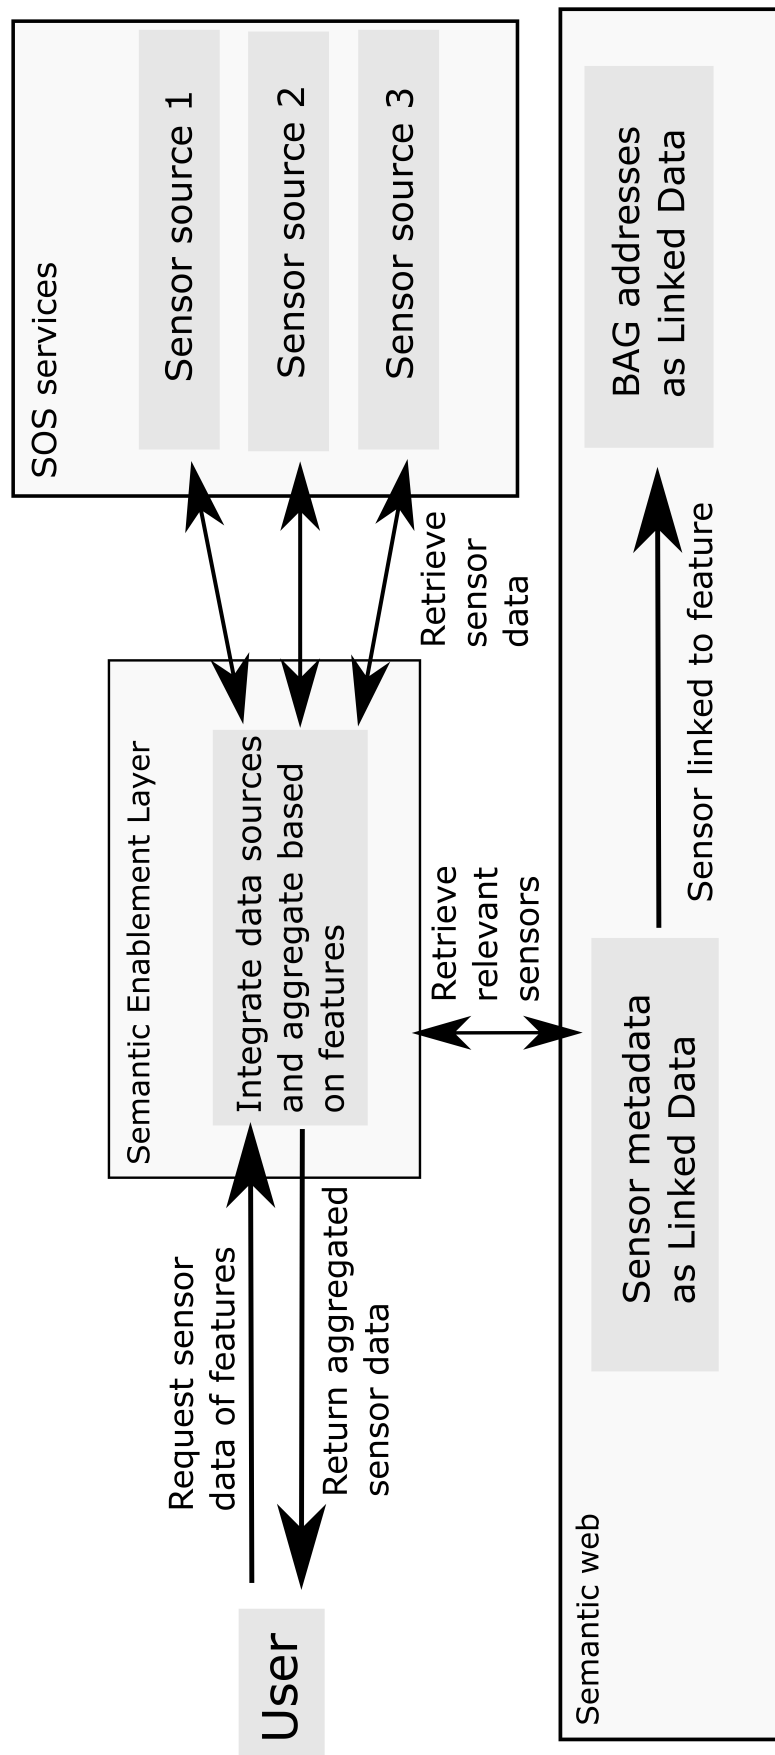 User
Request sensor
data of features
Return aggregated
sensor data
Semantic Enablement Layer
Integrate data sources
and aggregate based
on features
Retrieve
sensor
data
SOS services
Sensor source 1
Sensor source 2
Sensor source 3
Retrieve
relevant
sensors
Semantic web
Sensor metadata
as Linked Data
Sensor linked to feature
BAG addresses
as Linked Data